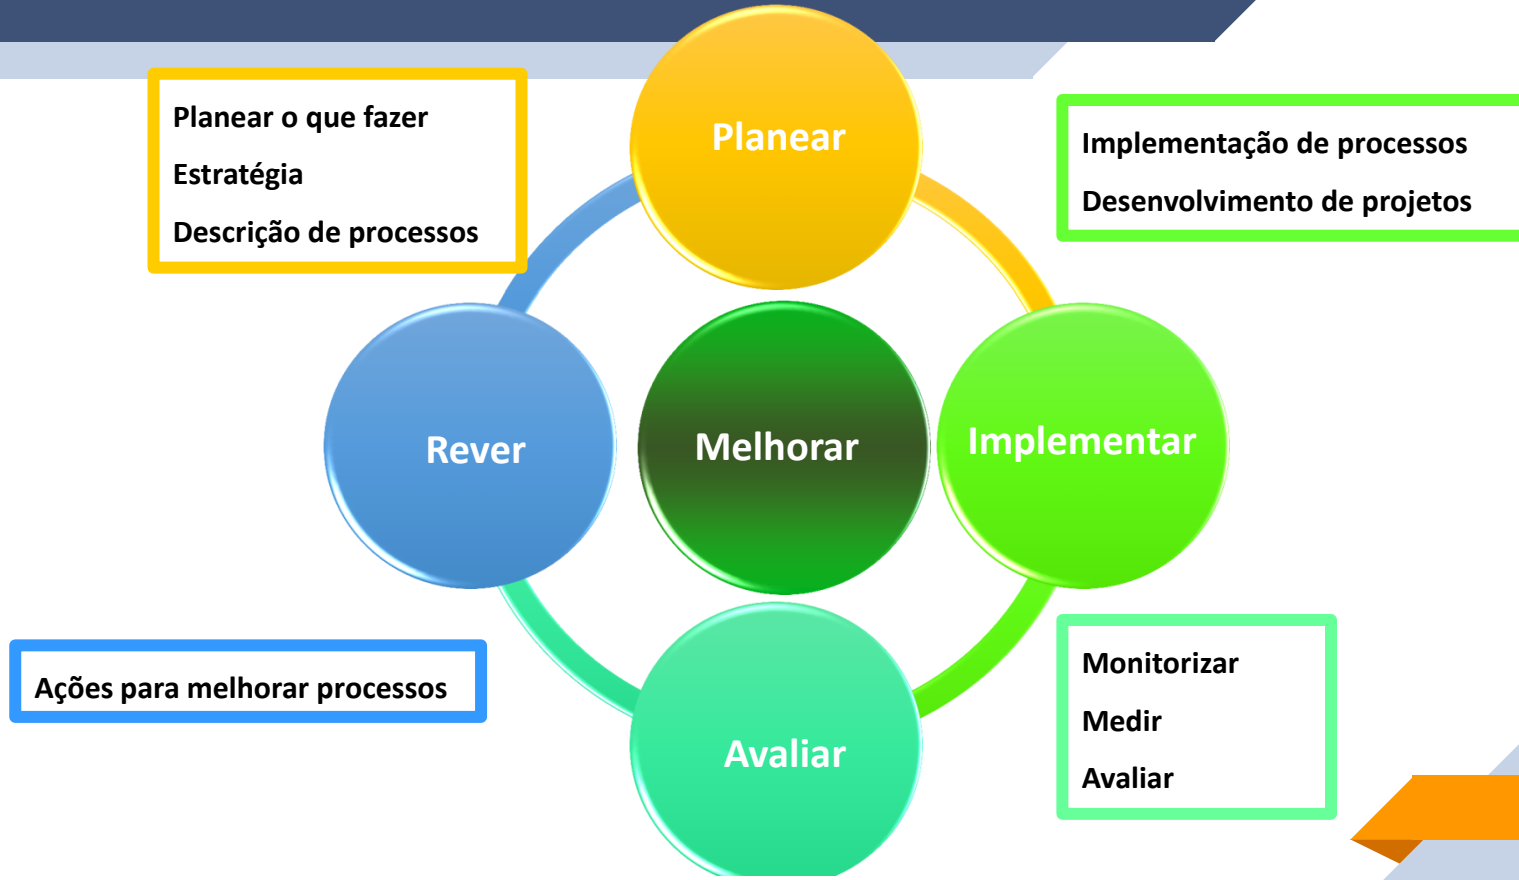 Planear
Planear o que fazer
Estratégia
Descrição de processos
Implementação de processos
Desenvolvimento de projetos
Rever
Melhorar
Implementar
Ações para melhorar processos
Avaliar
Monitorizar
Medir
Avaliar